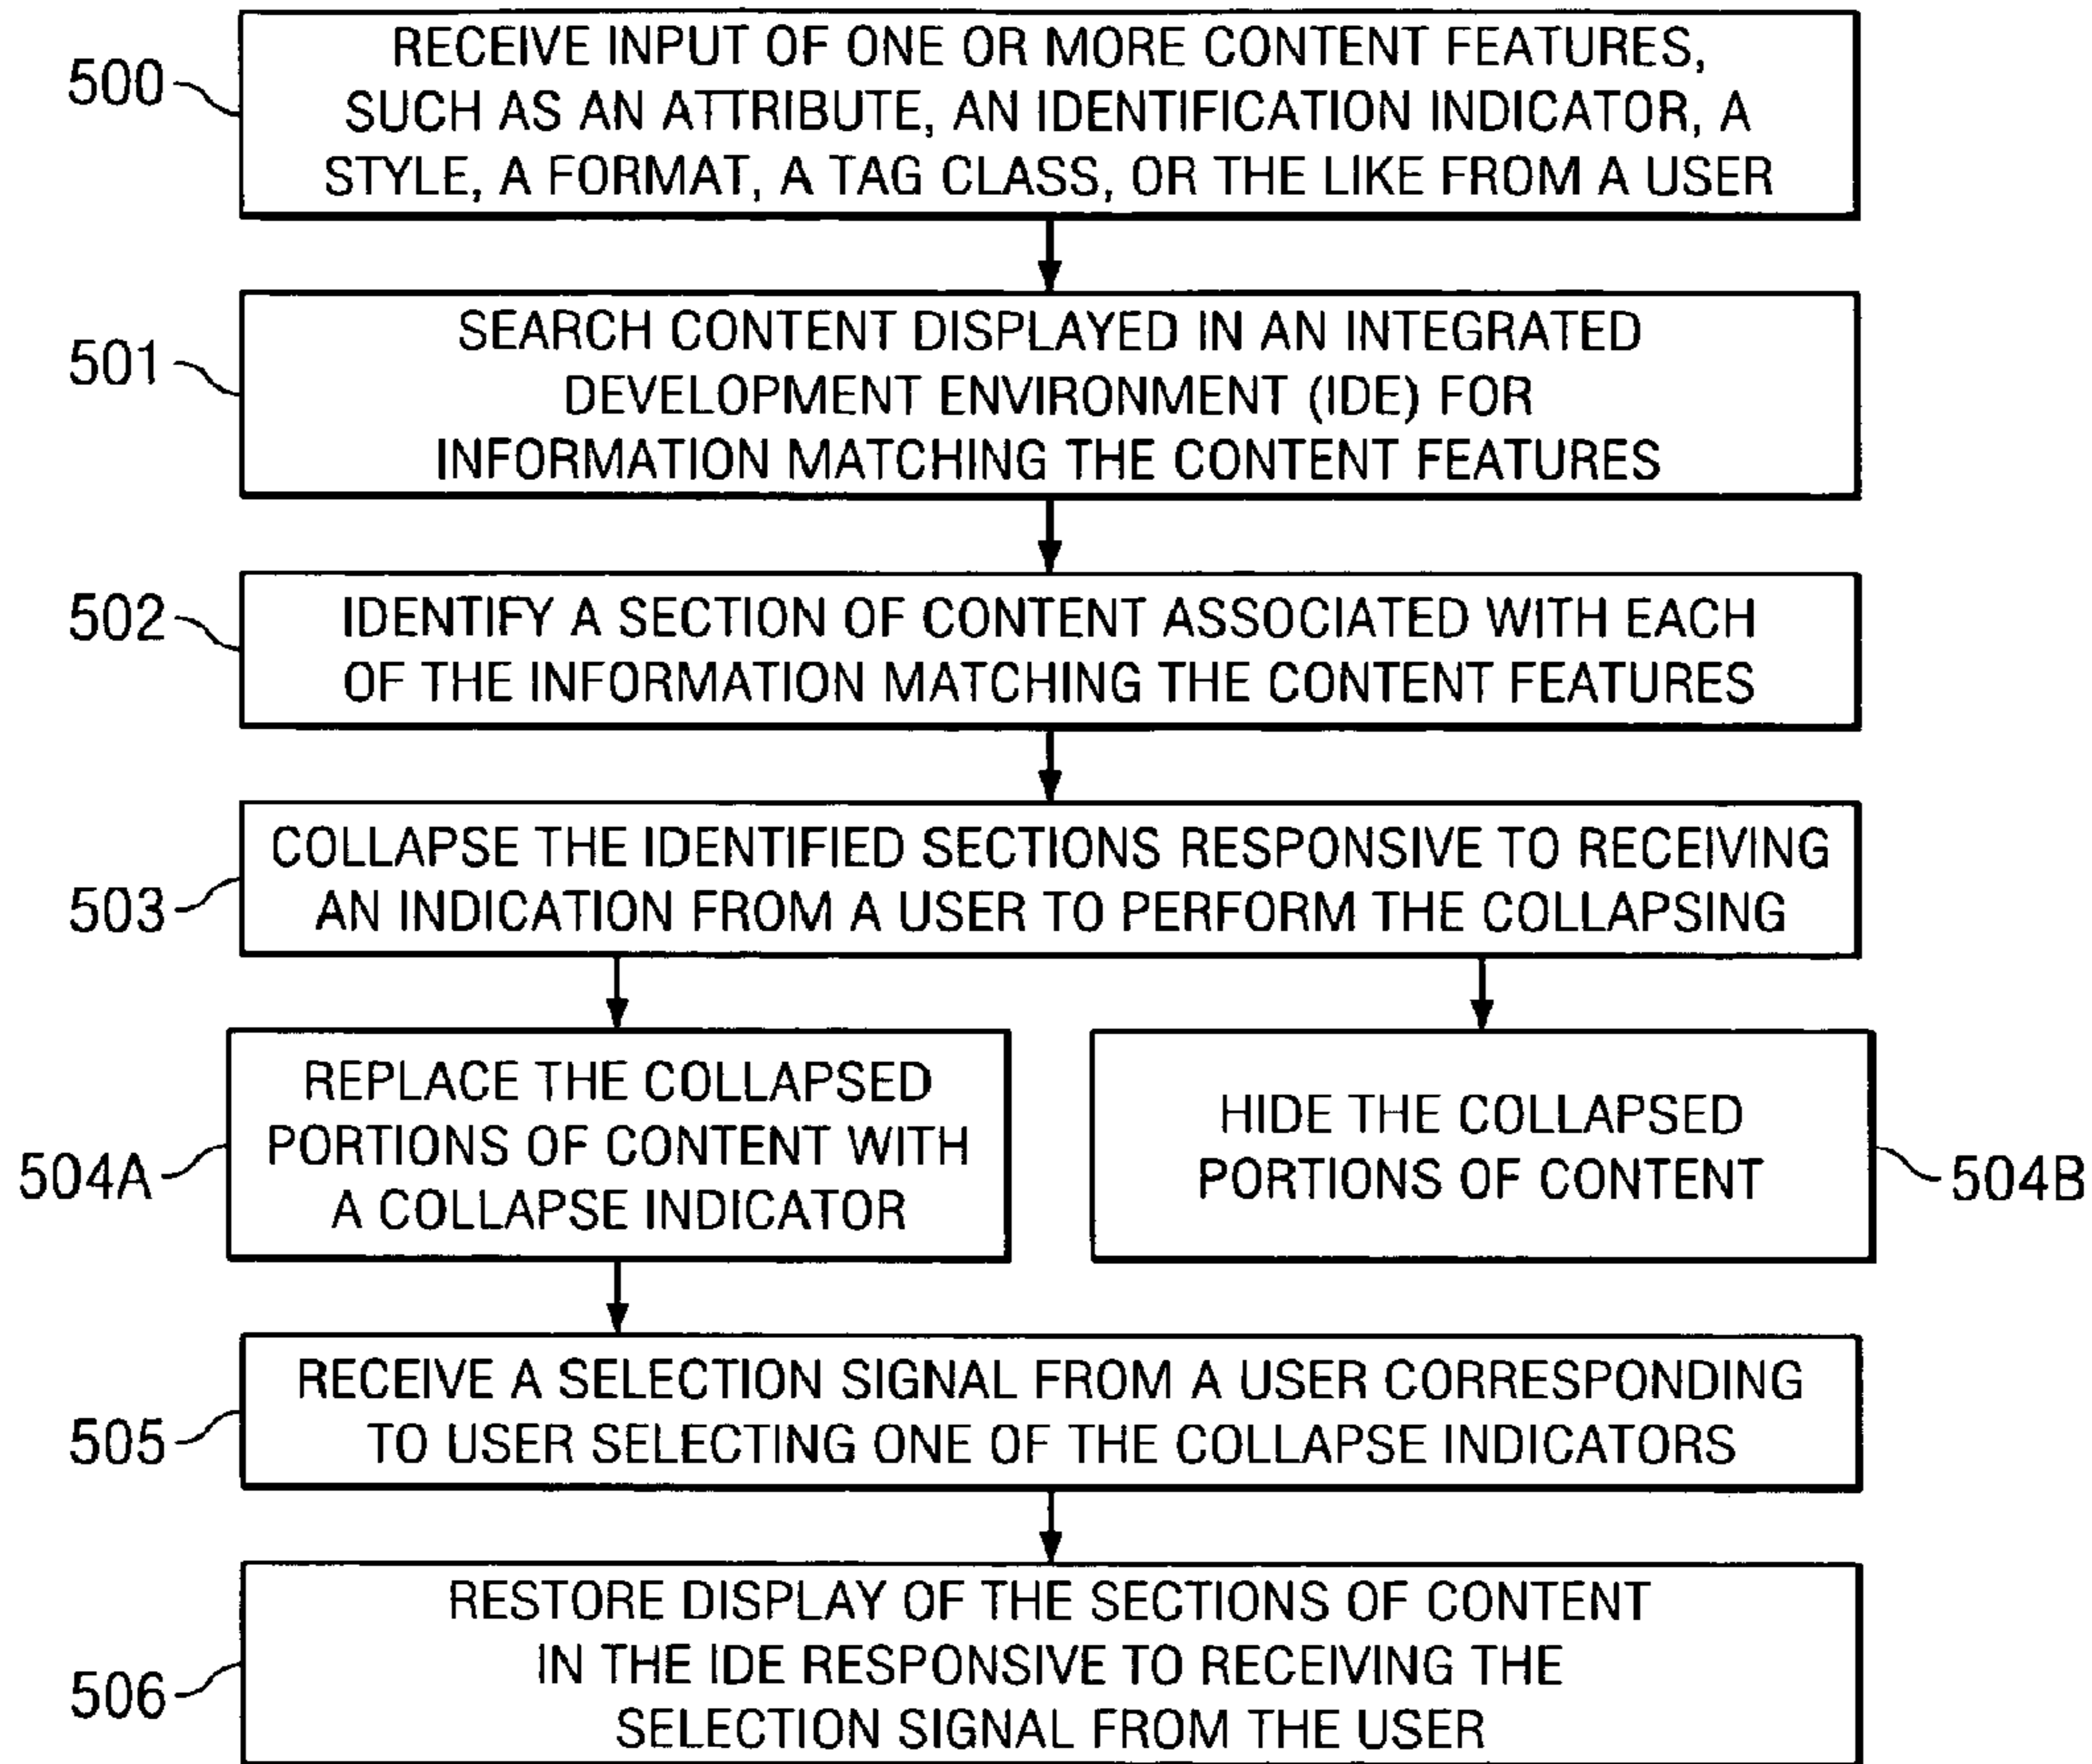 500
RECEIVE INPUT OF ONE OR MORE CONTENT FEATURES,
SUCH AS AN ATTRIBUTE, AN IDENTIFICATION INDICATOR, A
STYLE, A FORMAT, A TAG CLASS, OR THE LIKE FROM A USER
501
SEARCH CONTENT DISPLAYED IN AN INTEGRATED
DEVELOPMENT ENVIRONMENT (IDE) FOR
INFORMATION MATCHING THE CONTENT FEATURES
502
IDENTIFY A SECTION OF CONTENT ASSOCIATED WITH EACH
OF THE INFORMATION MATCHING THE CONTENT FEATURES
503
COLLAPSE THE IDENTIFIED SECTIONS RESPONSIVE TO RECEIVING
AN INDICATION FROM A USER TO PERFORM THE COLLAPSING
504A
REPLACE THE COLLAPSED
PORTIONS OF CONTENT WITH
A COLLAPSE INDICATOR
HIDE THE COLLAPSED
PORTIONS OF CONTENT
504B
505
RECEIVE A SELECTION SIGNAL FROM A USER CORRESPONDING
TO USER SELECTING ONE OF THE COLLAPSE INDICATORS
506
RESTORE DISPLAY OF THE SECTIONS OF CONTENT
IN THE IDE RESPONSIVE TO RECEIVING THE
SELECTION SIGNAL FROM THE USER